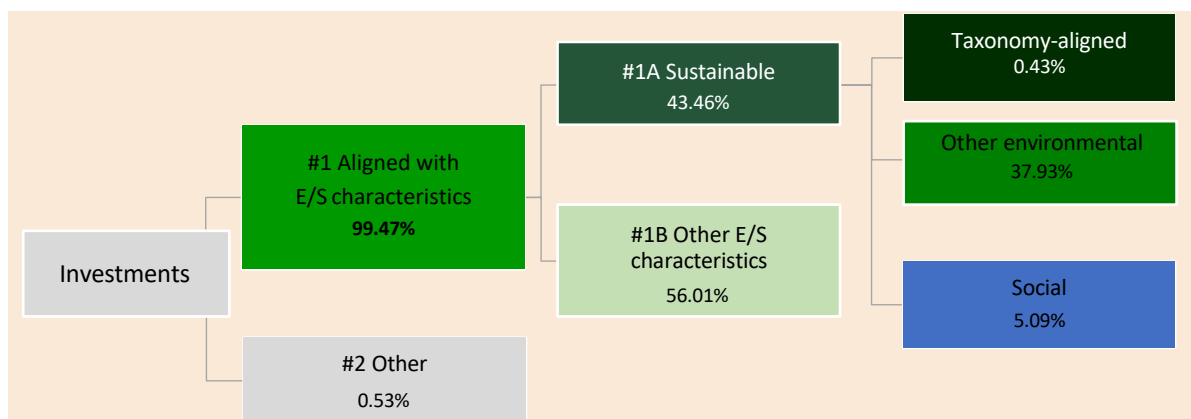 Investments
#1 Aligned with
E/S characteristics
99.47%
#2 Other
0.53%
#1A Sustainable
43.46%
#1B Other E/S
characteristics
56.01%
Taxonomy-aligned
0.43%
Other environmental
37.93%
Social
5.09%